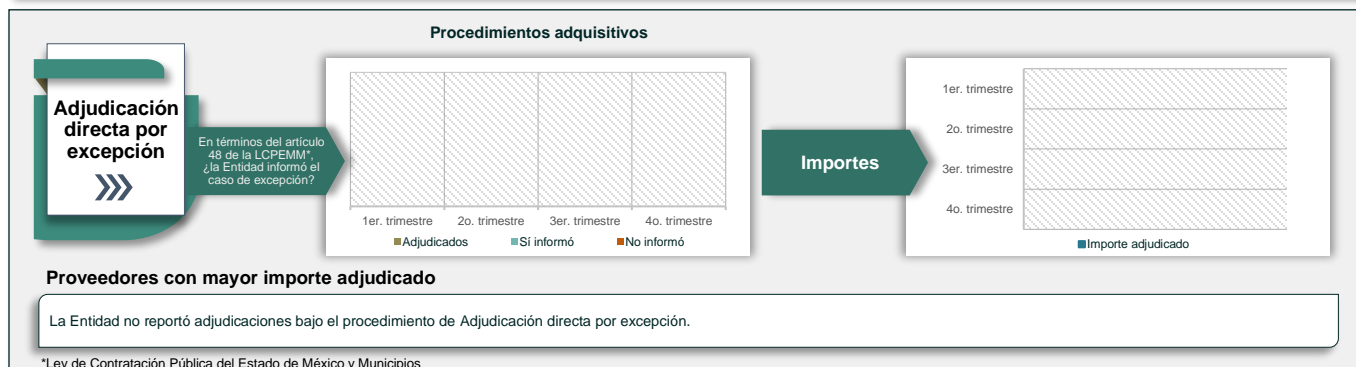 Procedimientos adquisitivos
Adjudicación
directa por
excepción
En términos del artículo
48 de la LCPEMM*,
¿la Entidad informó el
caso de excepción?
1er. trimestre
2o. trimestre
3er. trimestre
4o. trimestre
Adjudicados
Sí informó
No informó
Importes
1er. trimestre
2o. trimestre
3er. trimestre
4o. trimestre
Importe adjudicado
Proveedores con mayor importe adjudicado
La Entidad no reportó adjudicaciones bajo el procedimiento de Adjudicación directa por excepción.
*Ley de Contratación Pública del Estado de México y Municipios